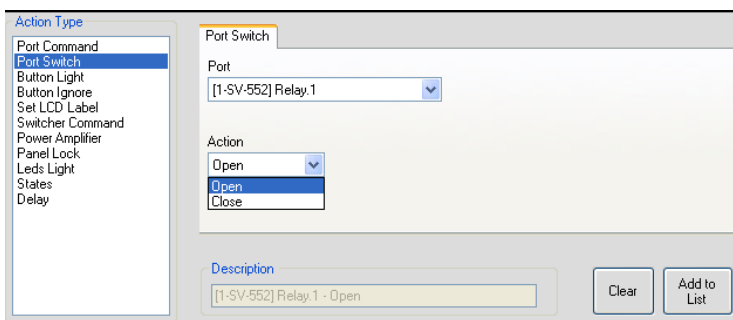 Action Type
Port Command
Port Switch
Button Light
Button Ignore
Set LCD Label
Switcher Command
Power Amplifier
Panel Lock
Leds Light
States
Delay
Port Switch
Port
[1-SV-552] Relay.1
Action
Open
Open
Close
Description
[1-SV-552] Relay.1 - Open
Clear
Add to
List